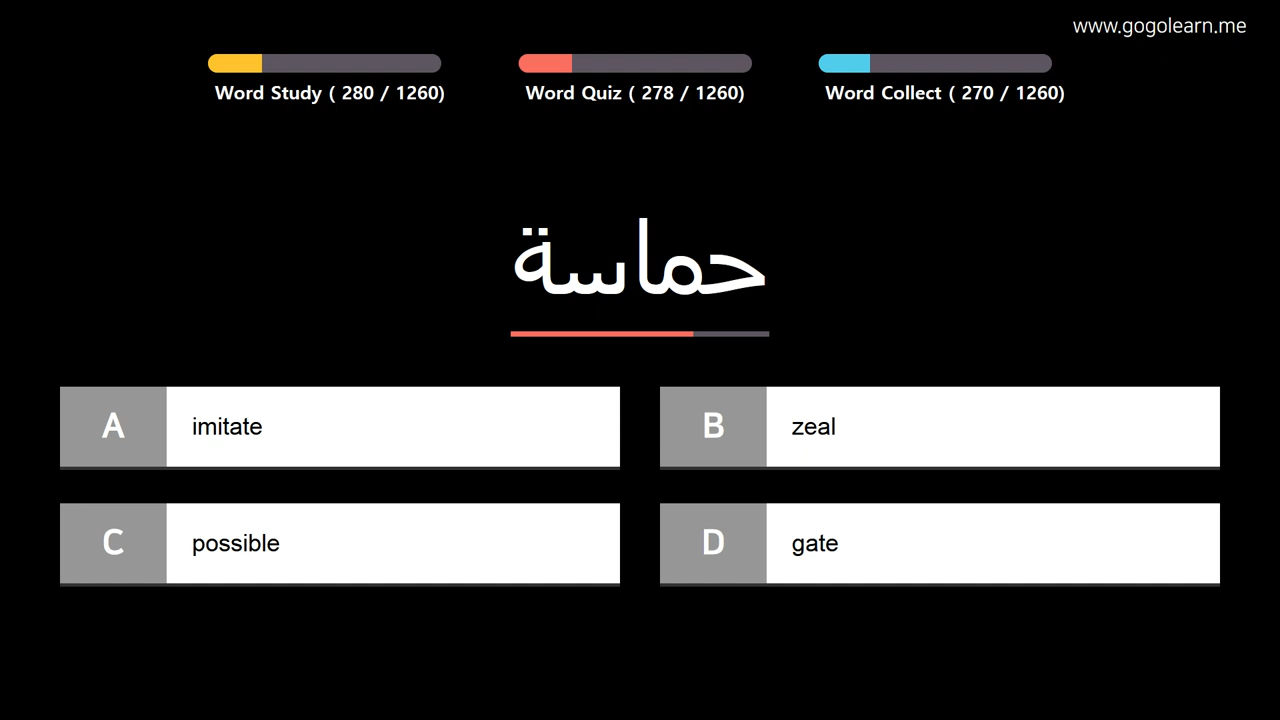 www.gogolearn.me
Word Study ( 280 / 1260)
Word Quiz ( 278 / 1260)
Word Collect ( 270 / 1260)
حماسة
A imitate
B zeal
C possible
D gate